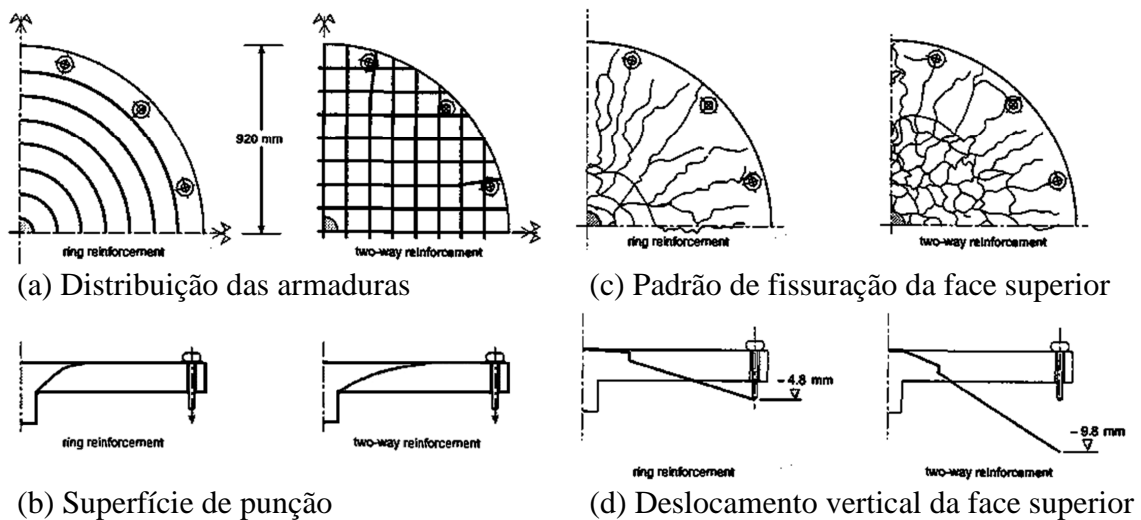 920 mm
ring reinforcement
two-way reinforcement
ring reinforcement
two-way reinforcement
(a) Distribuição das armaduras
(c) Padrão de fissuração da face superior
ring reinforcement
two-way reinforcement
- 4.8 mm
- 9.8 mm
ring reinforcement
two-way reinforcement
(b) Superfície de punção
(d) Deslocamento vertical da face superior